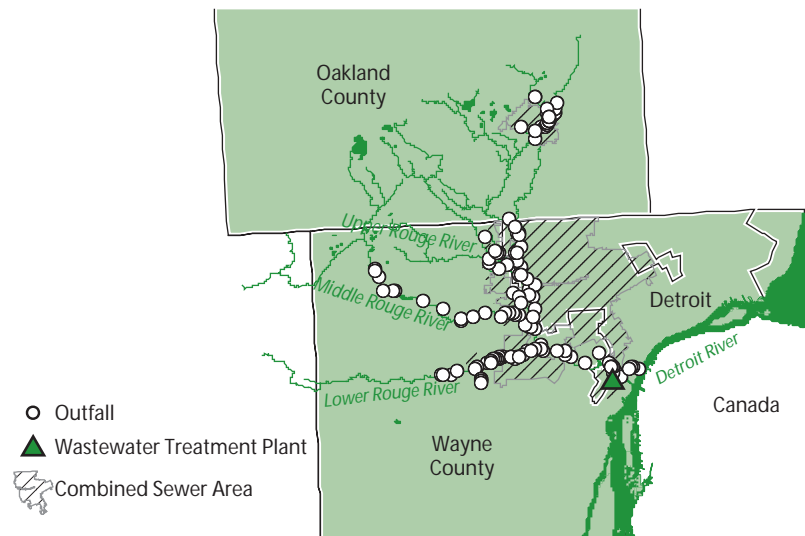 Oakland
County
Upper Rouge River
Middle Rouge River
Detroit
Detroit River
Lower Rouge River
Canada
Wayne
County
Outfall
Wastewater Treatment Plant
Combined Sewer Area